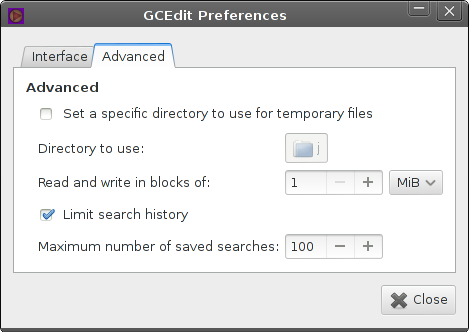 GCEdit Preferences
Interface Advanced
Advanced
Set a specific directory to use for temporary files
Directory to use: j
Read and write in blocks of: 1 MiB
Limit search history
Maximum number of saved searches: 100
Close